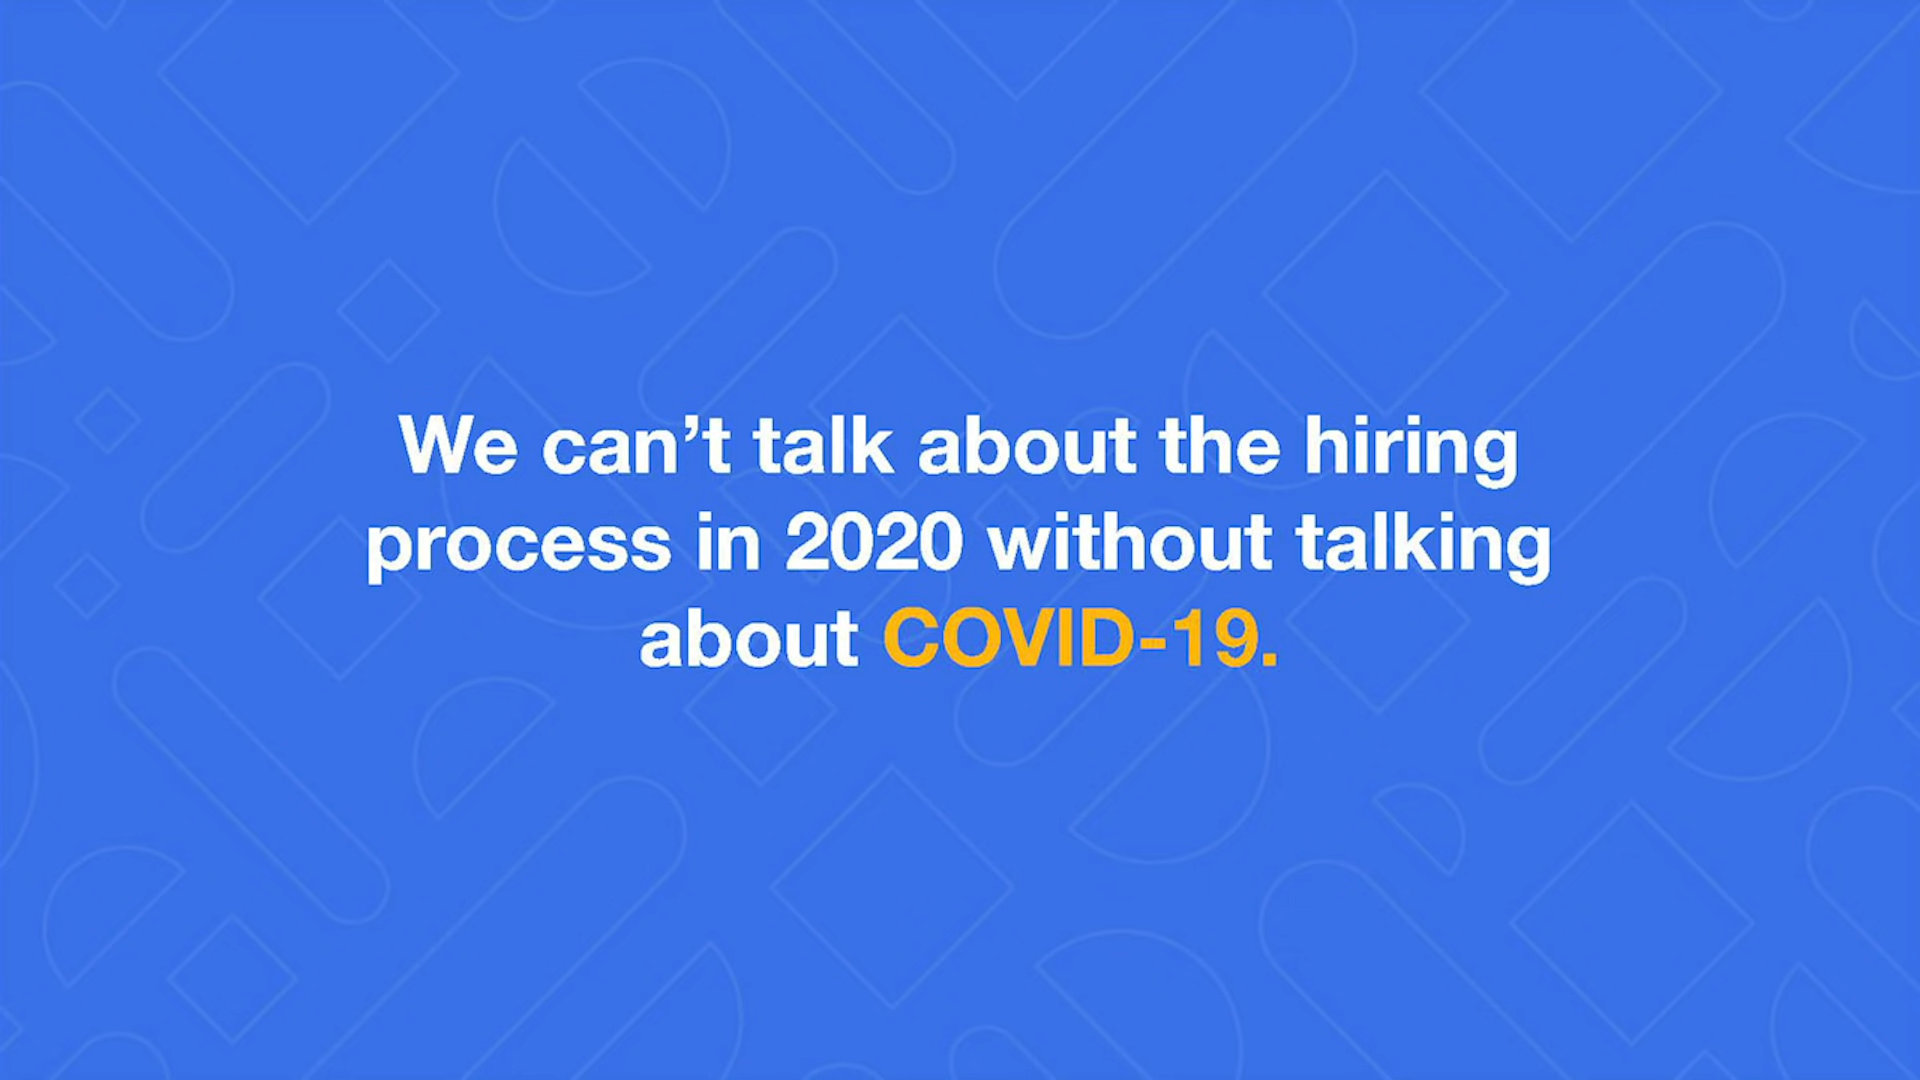 We can’t talk about the hiring
process in 2020 without talking
about COVID-19.